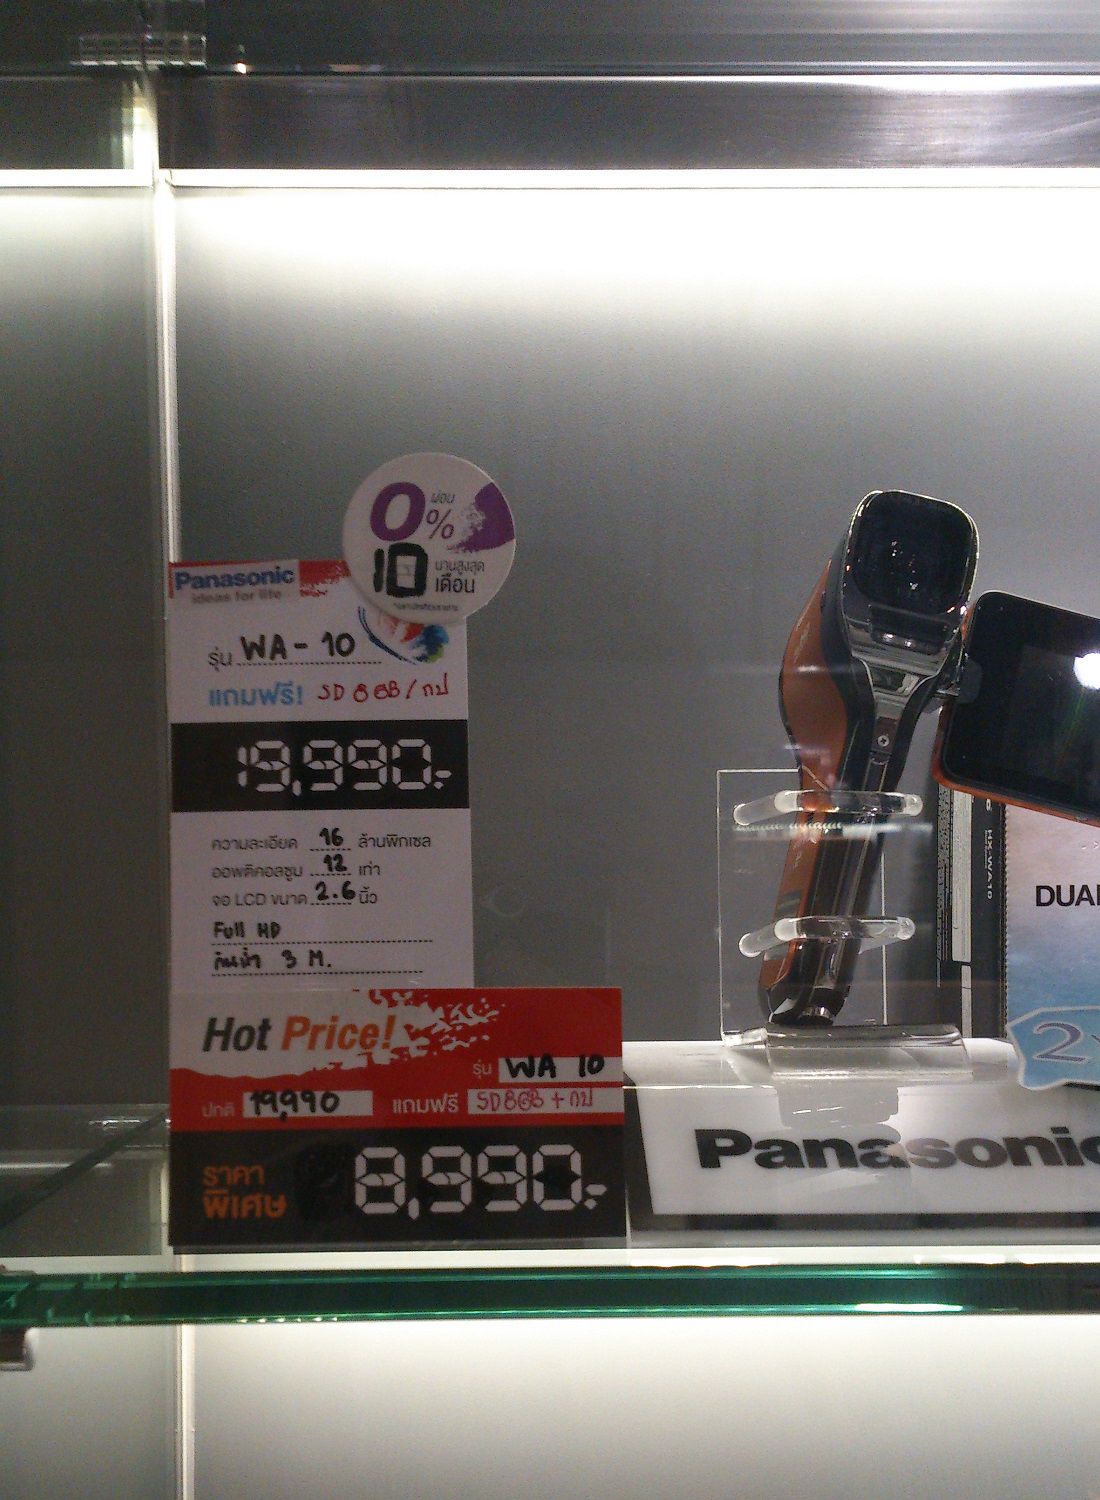 0%
ผ่อน
10
นานสูงสุด
เดือน
Panasonic
ideas for life
รุ่น WA - 10
แถมฟรี! SD 8 GB / กป
19,990.-
ความละเอียด 16 ล้านพิกเซล
ออพติคอลซูม 12 เท่า
จอ LCD ขนาด 2.6 นิ้ว
Full HD
กันน้ำ 3 M.
Hot Price!
รุ่น WA 10
ปกติ 19,990 แถมฟรี SD8GB + กป
ราคา
พิเศษ
8,990.-
HX-WA10
DUAL
2
Panasonic